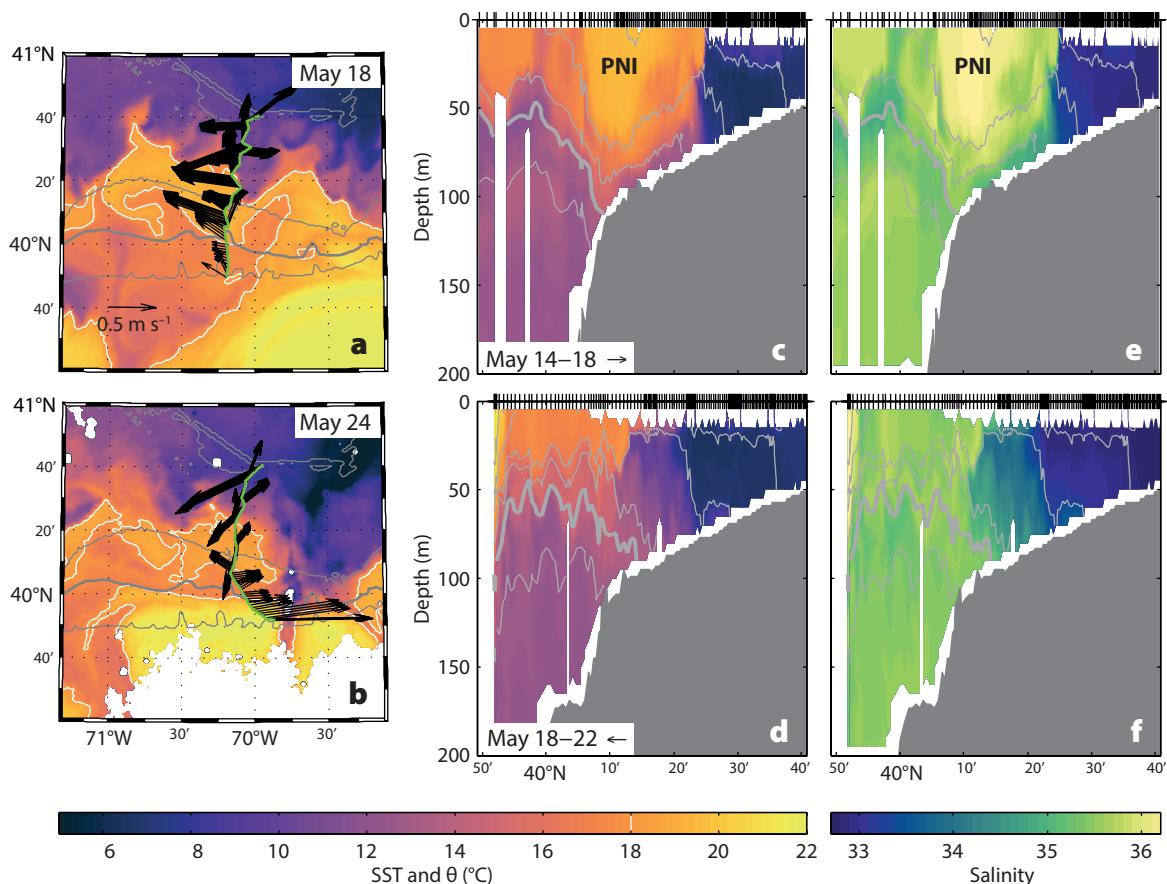 41°N
May 18
40′
20′
40°N
40′
0.5 m s⁻¹
a
41°N
May 24
40′
20′
40°N
40′
b
71°W 30′ 70°W 30′
0
50
100
150
200
Depth (m)
PNI
May 14–18 →
c
PNI
Depth (m)
e
0
50
100
150
200
Depth (m)
May 18–22 ←
d
50′ 40°N 10′ 20′ 30′ 40′
Depth (m)
f
50′ 40°N 10′ 20′ 30′ 40′
6 8 10 12 14 16 18 20 22
SST and θ (°C)
33 34 35 36
Salinity